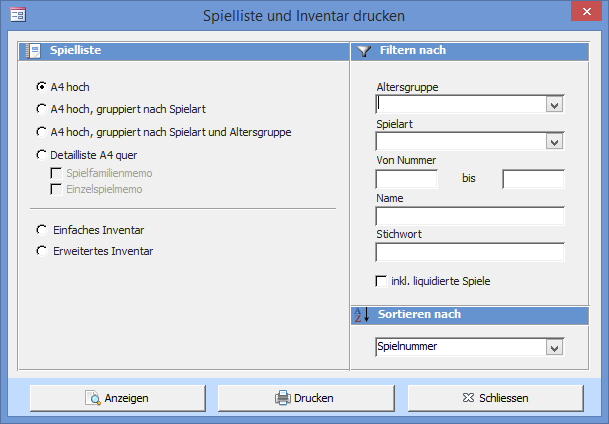 Spielliste und Inventar drucken
Spielliste
A4 hoch
A4 hoch, gruppiert nach Spielart
A4 hoch, gruppiert nach Spielart und Altersgruppe
Detailliste A4 quer
Spielfamilienmemo
Einzelspielmemo
Einfaches Inventar
Erweitertes Inventar
Filtern nach
Altersgruppe
Spielart
Von Nummer
bis
Name
Stichwort
inkl. liquidierte Spiele
Sortieren nach
Spielnummer
Anzeigen
Drucken
Schliessen